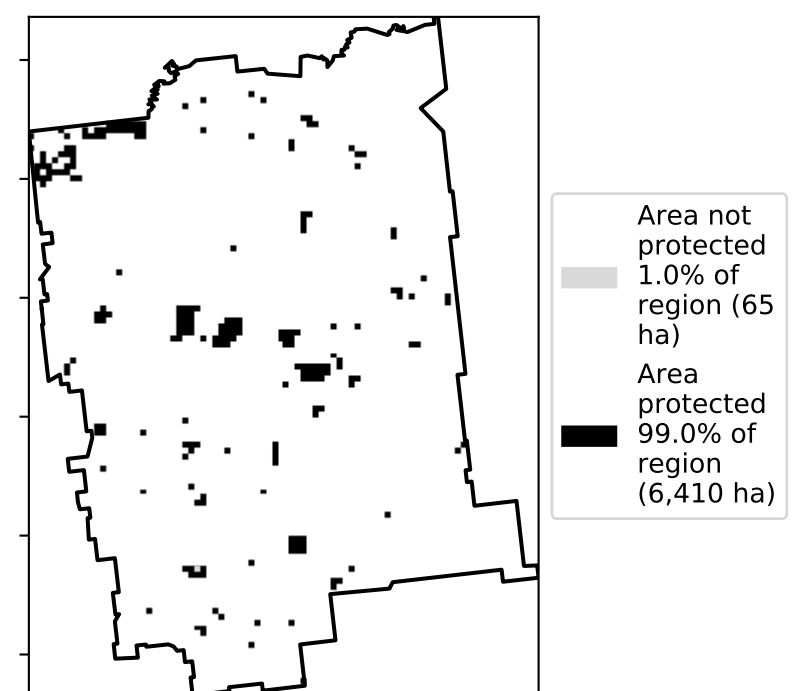 Area not
protected
1.0% of
region (65
ha)
Area
protected
99.0% of
region
(6,410 ha)